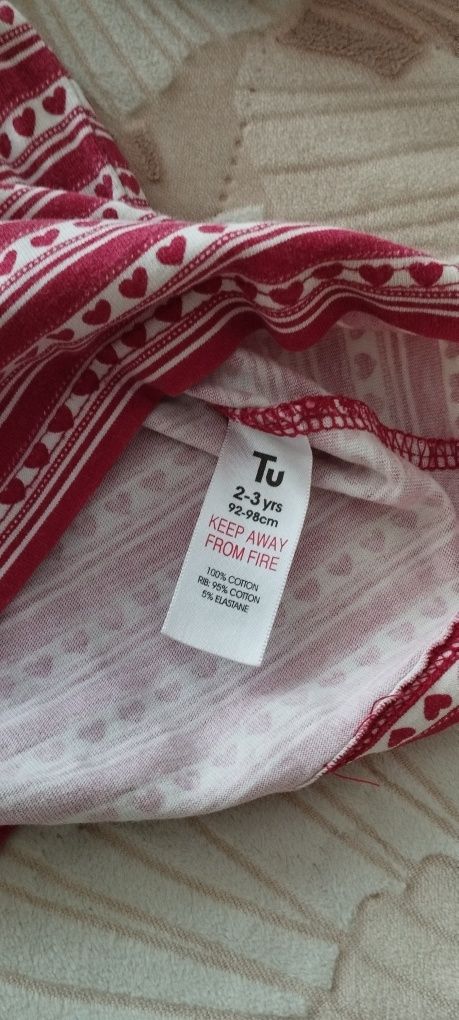 Tu
2-3 yrs
92-98cm
KEEP AWAY
FROM FIRE
100% COTTON
RIB: 95% COTTON
5% ELASTANE